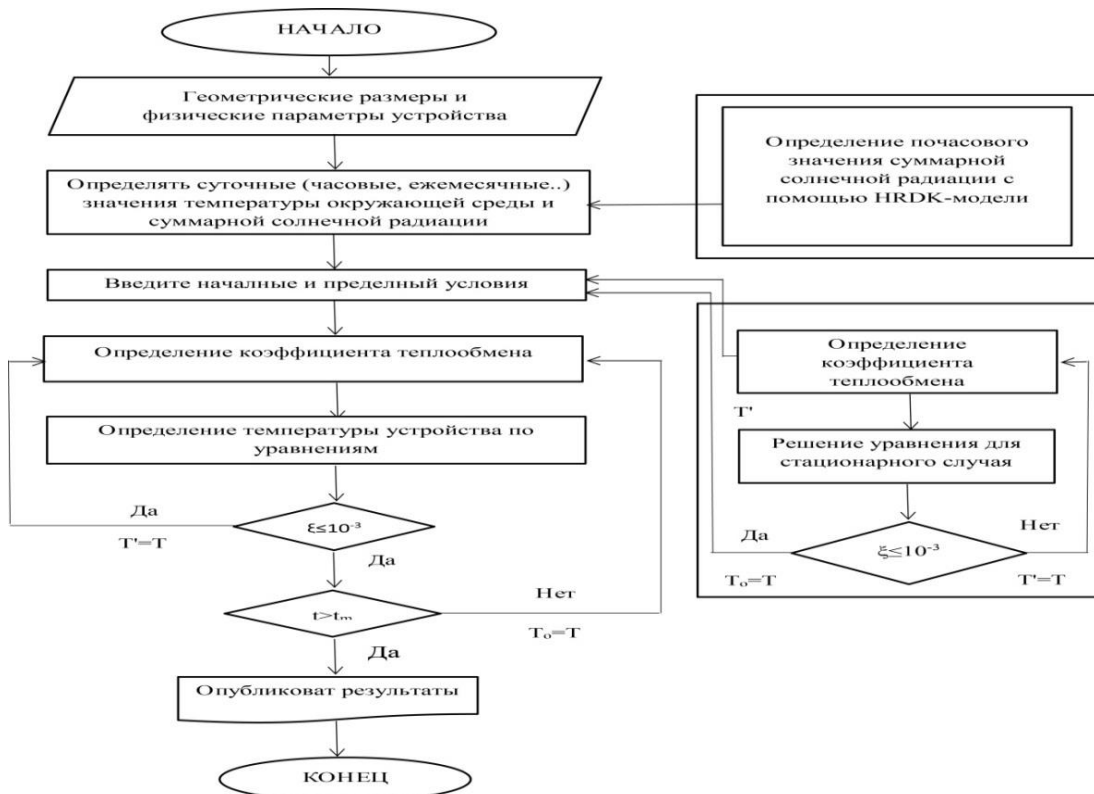 НАЧАЛО
Геометрические размеры и
физические параметры устройства
Определять суточные (часовые, ежемесячные..)
значения температуры окружающей среды и
суммарной солнечной радиации
Определение почасового
значения суммарной
солнечной радиации с
помощью HRDK-модели
Введите началные и пределный условия
Определение коэффициента теплообмена
Определение температуры устройства по
уравнениям
Да
ξ≤10⁻³
T'=T
Да
t>tₘ
Нет
Tₒ=T
Да
Опубликоват результаты
КОНЕЦ
Определение
коэффициента
теплообмена
T'
Решение уравнения для
стационарного случая
Да
ξ≤10⁻³
Нет
Tₒ=T
T'=T